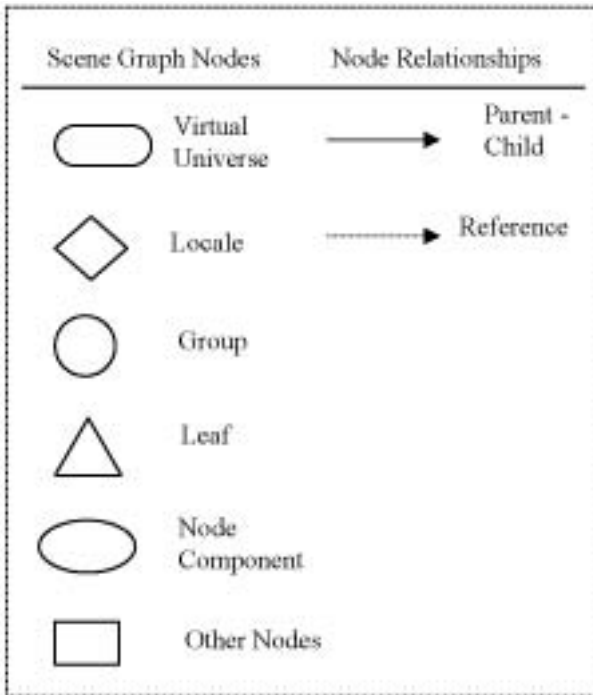 Scene Graph Nodes
Node Relationships
Virtual
Universe
Parent -
Child
Locale
Reference
Group
Leaf
Node
Component
Other Nodes